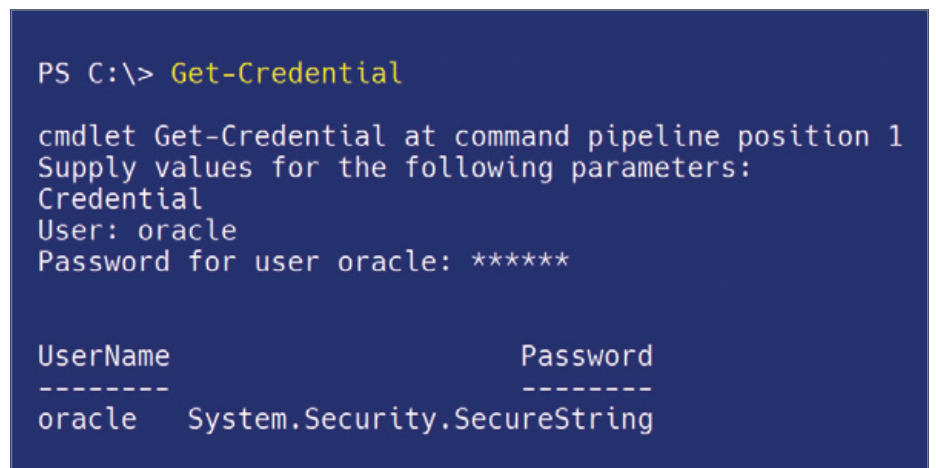 PS C:\> Get-Credential
cmdlet Get-Credential at command pipeline position 1
Supply values for the following parameters:
Credential
User: oracle
Password for user oracle: ******
UserName                     Password
--------                     --------
oracle   System.Security.SecureString